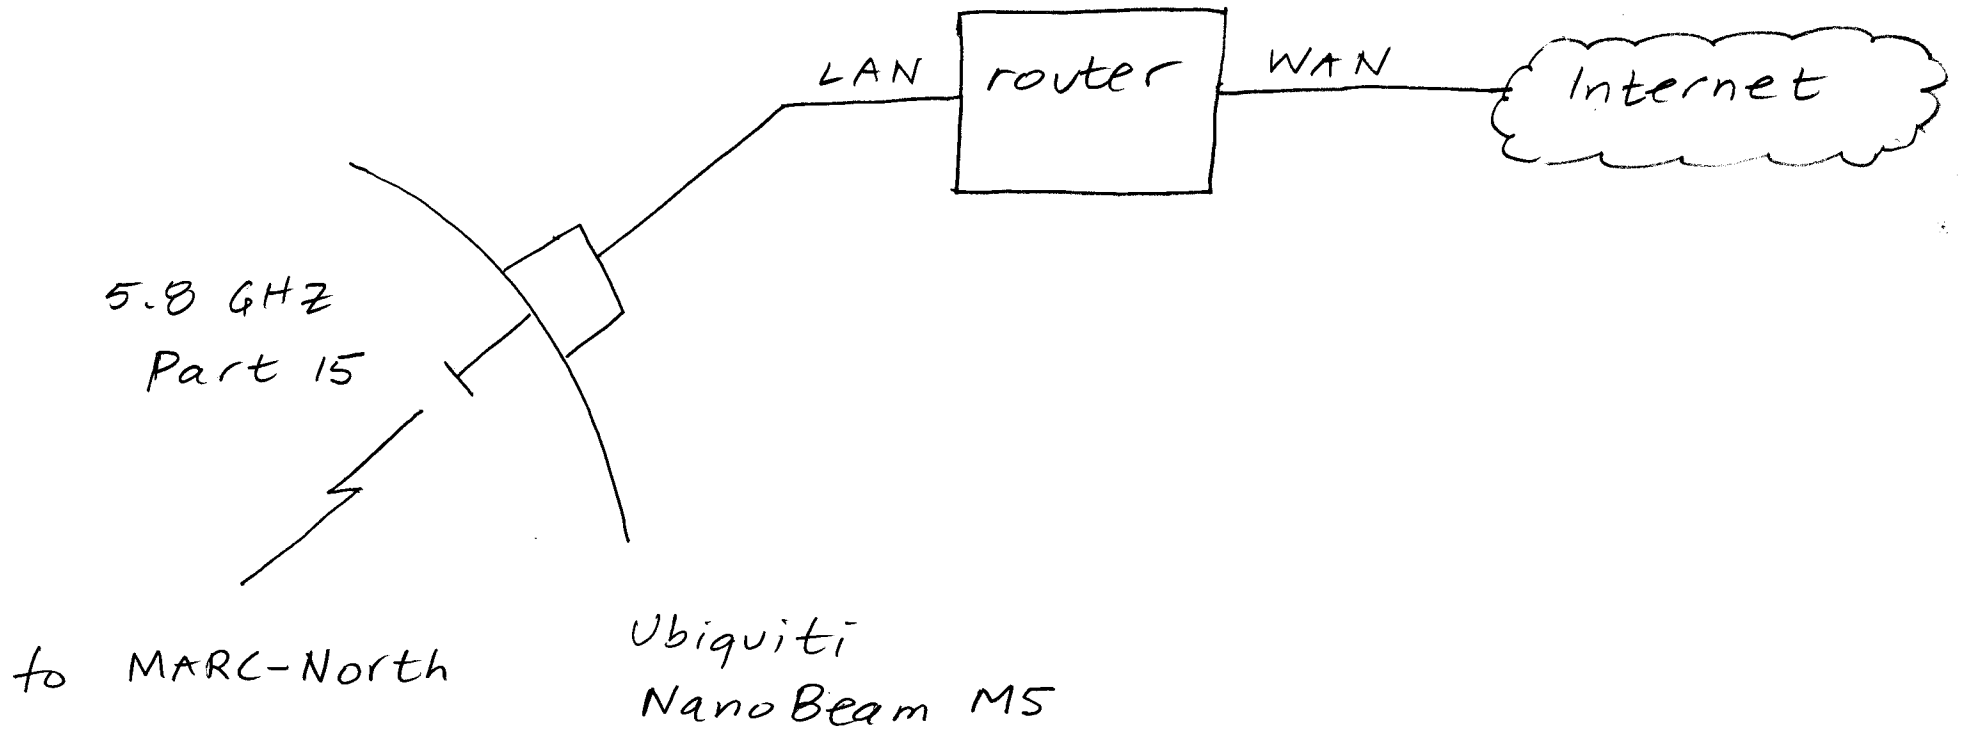 LAN
router
WAN
Internet
5.8 GHZ
Part 15
to MARC-North
Ubiquiti
NanoBeam M5